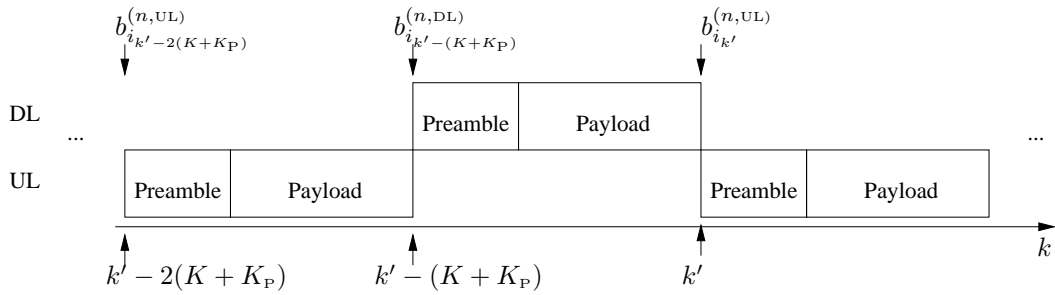 b_{i_{k'-2(K+K_P)}}^{(n,UL)} b_{i_{k'-(K+K_P)}}^{(n,DL)} b_{i_{k'}}^{(n,UL)}
DL Preamble Payload
... ...
UL Preamble Payload Preamble Payload
k
k' − 2(K + K_P) k' − (K + K_P) k'